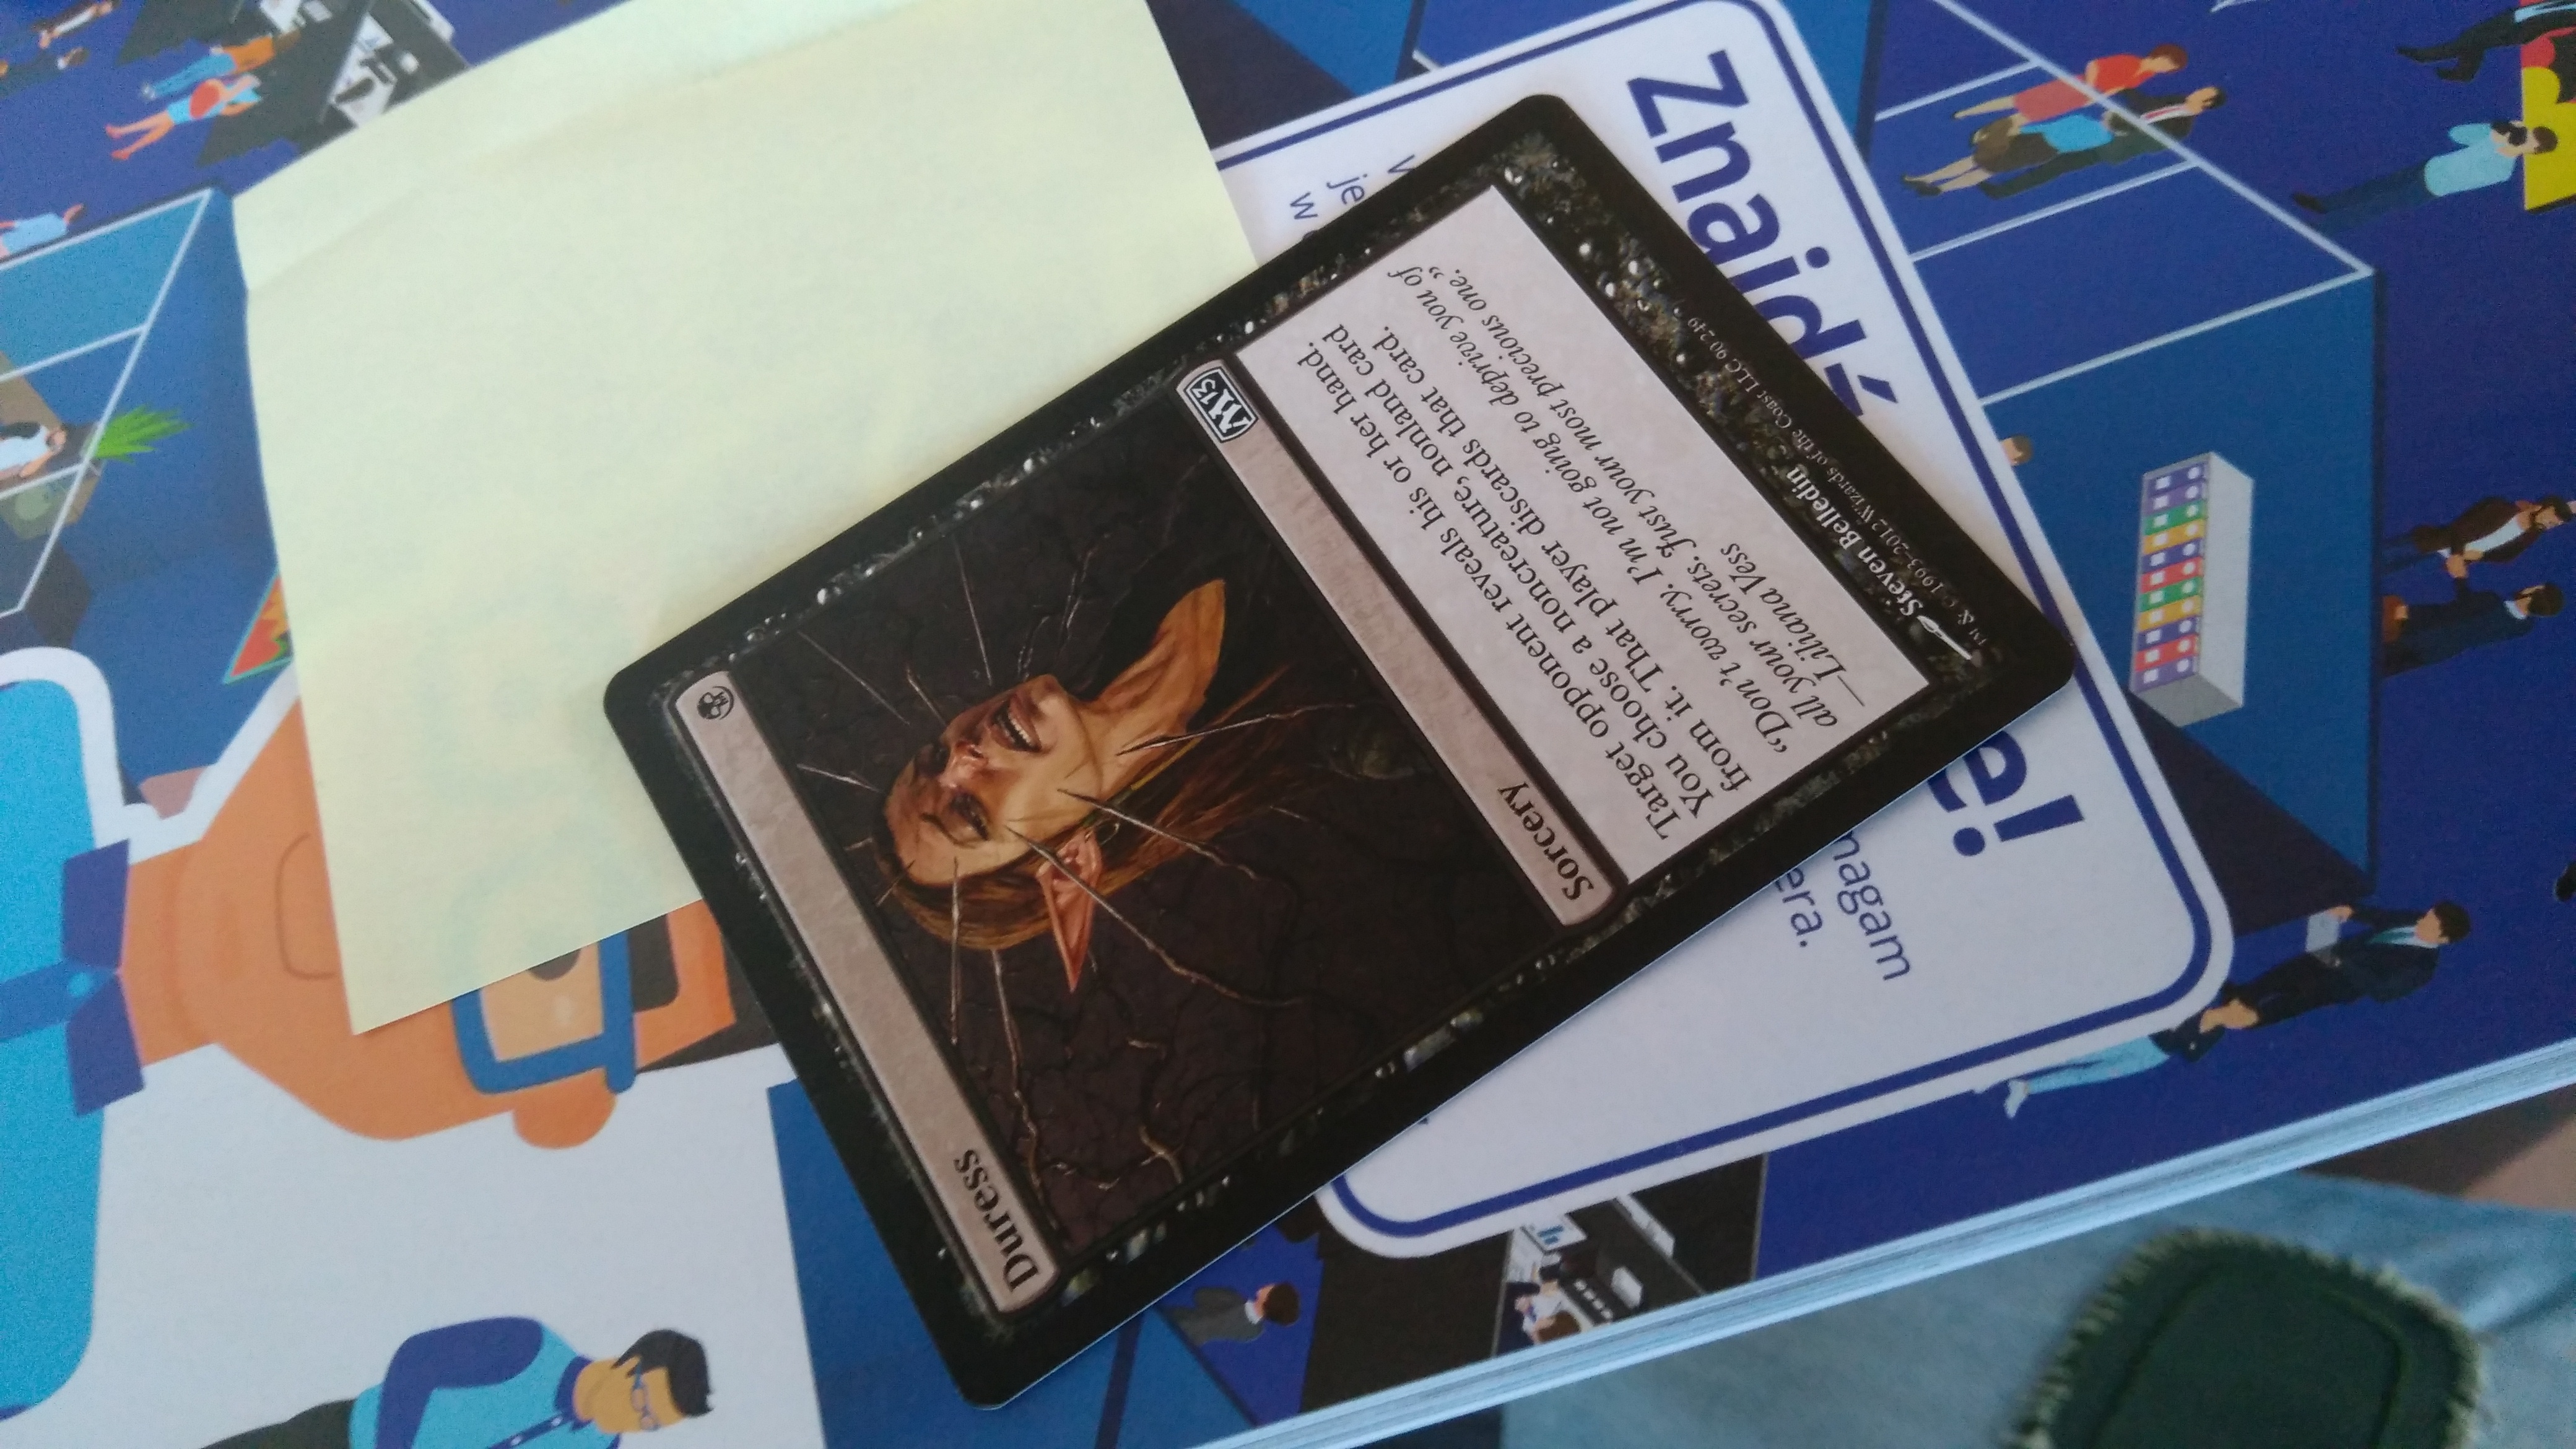 Duress
Sorcery
M13
Target opponent reveals his or her hand.
You choose a noncreature, nonland card
from it. That player discards that card.
“Don’t worry. I’m not going to deprive you of
all your secrets. Just your most precious one.”
—Liliana Vess
Steven Belledin
™ & © 1993–2012 Wizards of the Coast LLC 90/249
Znajdź
e!
je
w
magam
era.